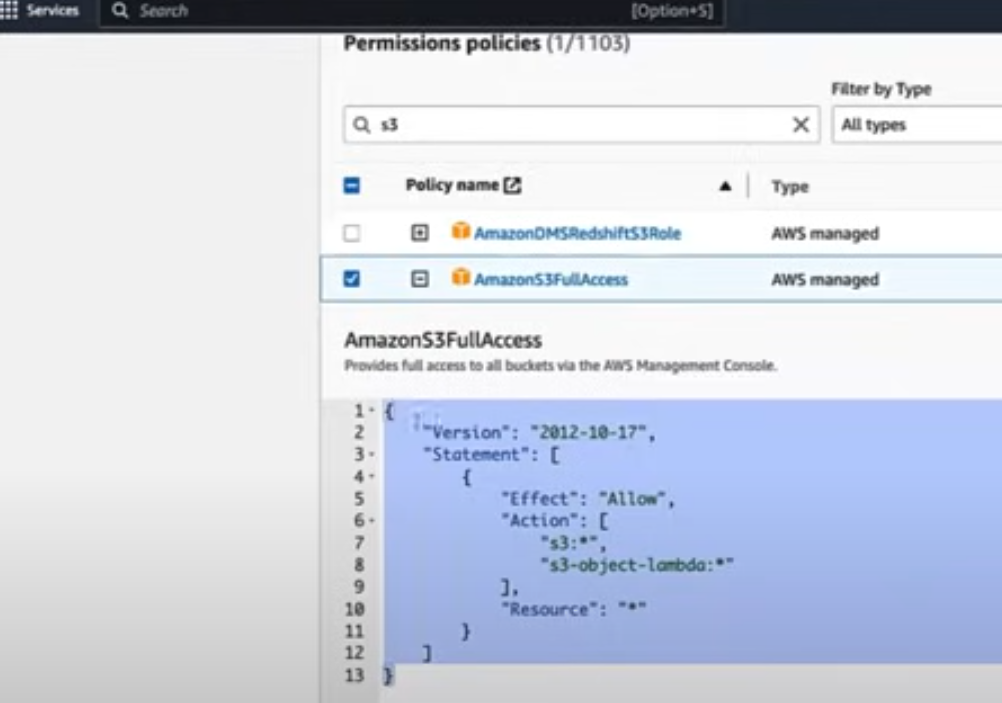 Services Search [Option+S]
Permissions policies (1/1103)
Filter by Type
s3 All types
Policy name Type
AmazonDMSRedshiftS3Role AWS managed
AmazonS3FullAccess AWS managed
AmazonS3FullAccess
Provides full access to all buckets via the AWS Management Console.
1 {
2 "Version": "2012-10-17",
3 "Statement": [
4 {
5 "Effect": "Allow",
6 "Action": [
7 "s3:*",
8 "s3-object-lambda:*"
9 ],
10 "Resource": "*"
11 }
12 ]
13 }